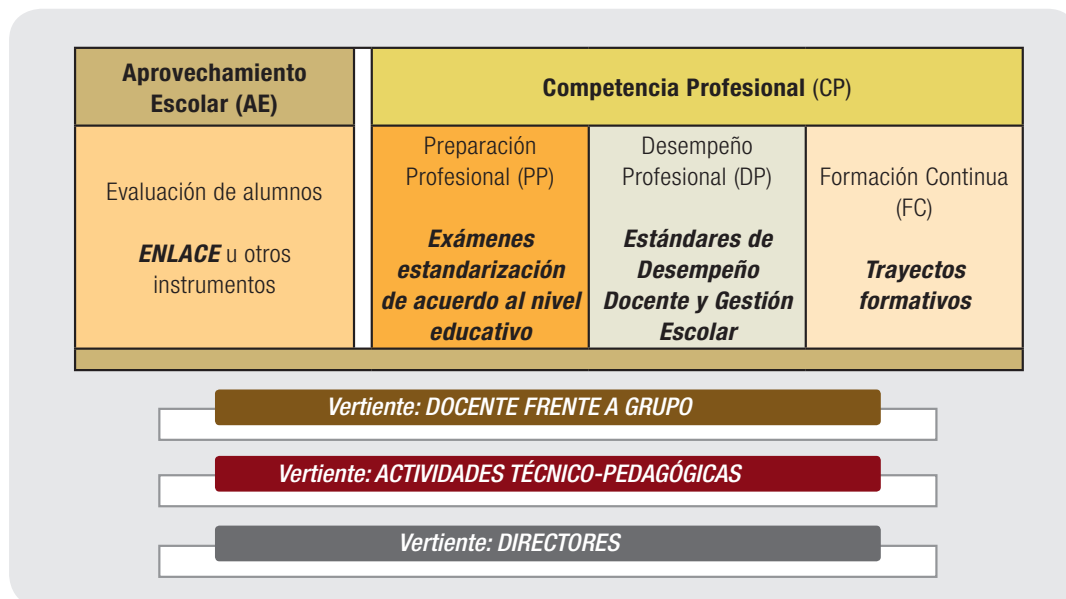 Aprovechamiento
Escolar (AE)
Competencia Profesional (CP)
Evaluación de alumnos
ENLACE u otros
instrumentos
Preparación
Profesional (PP)
Exámenes
estandarización
de acuerdo al nivel
educativo
Desempeño
Profesional (DP)
Estándares de
Desempeño
Docente y Gestión
Escolar
Formación Continua
(FC)
Trayectos
formativos
Vertiente: DOCENTE FRENTE A GRUPO
Vertiente: ACTIVIDADES TÉCNICO-PEDAGÓGICAS
Vertiente: DIRECTORES